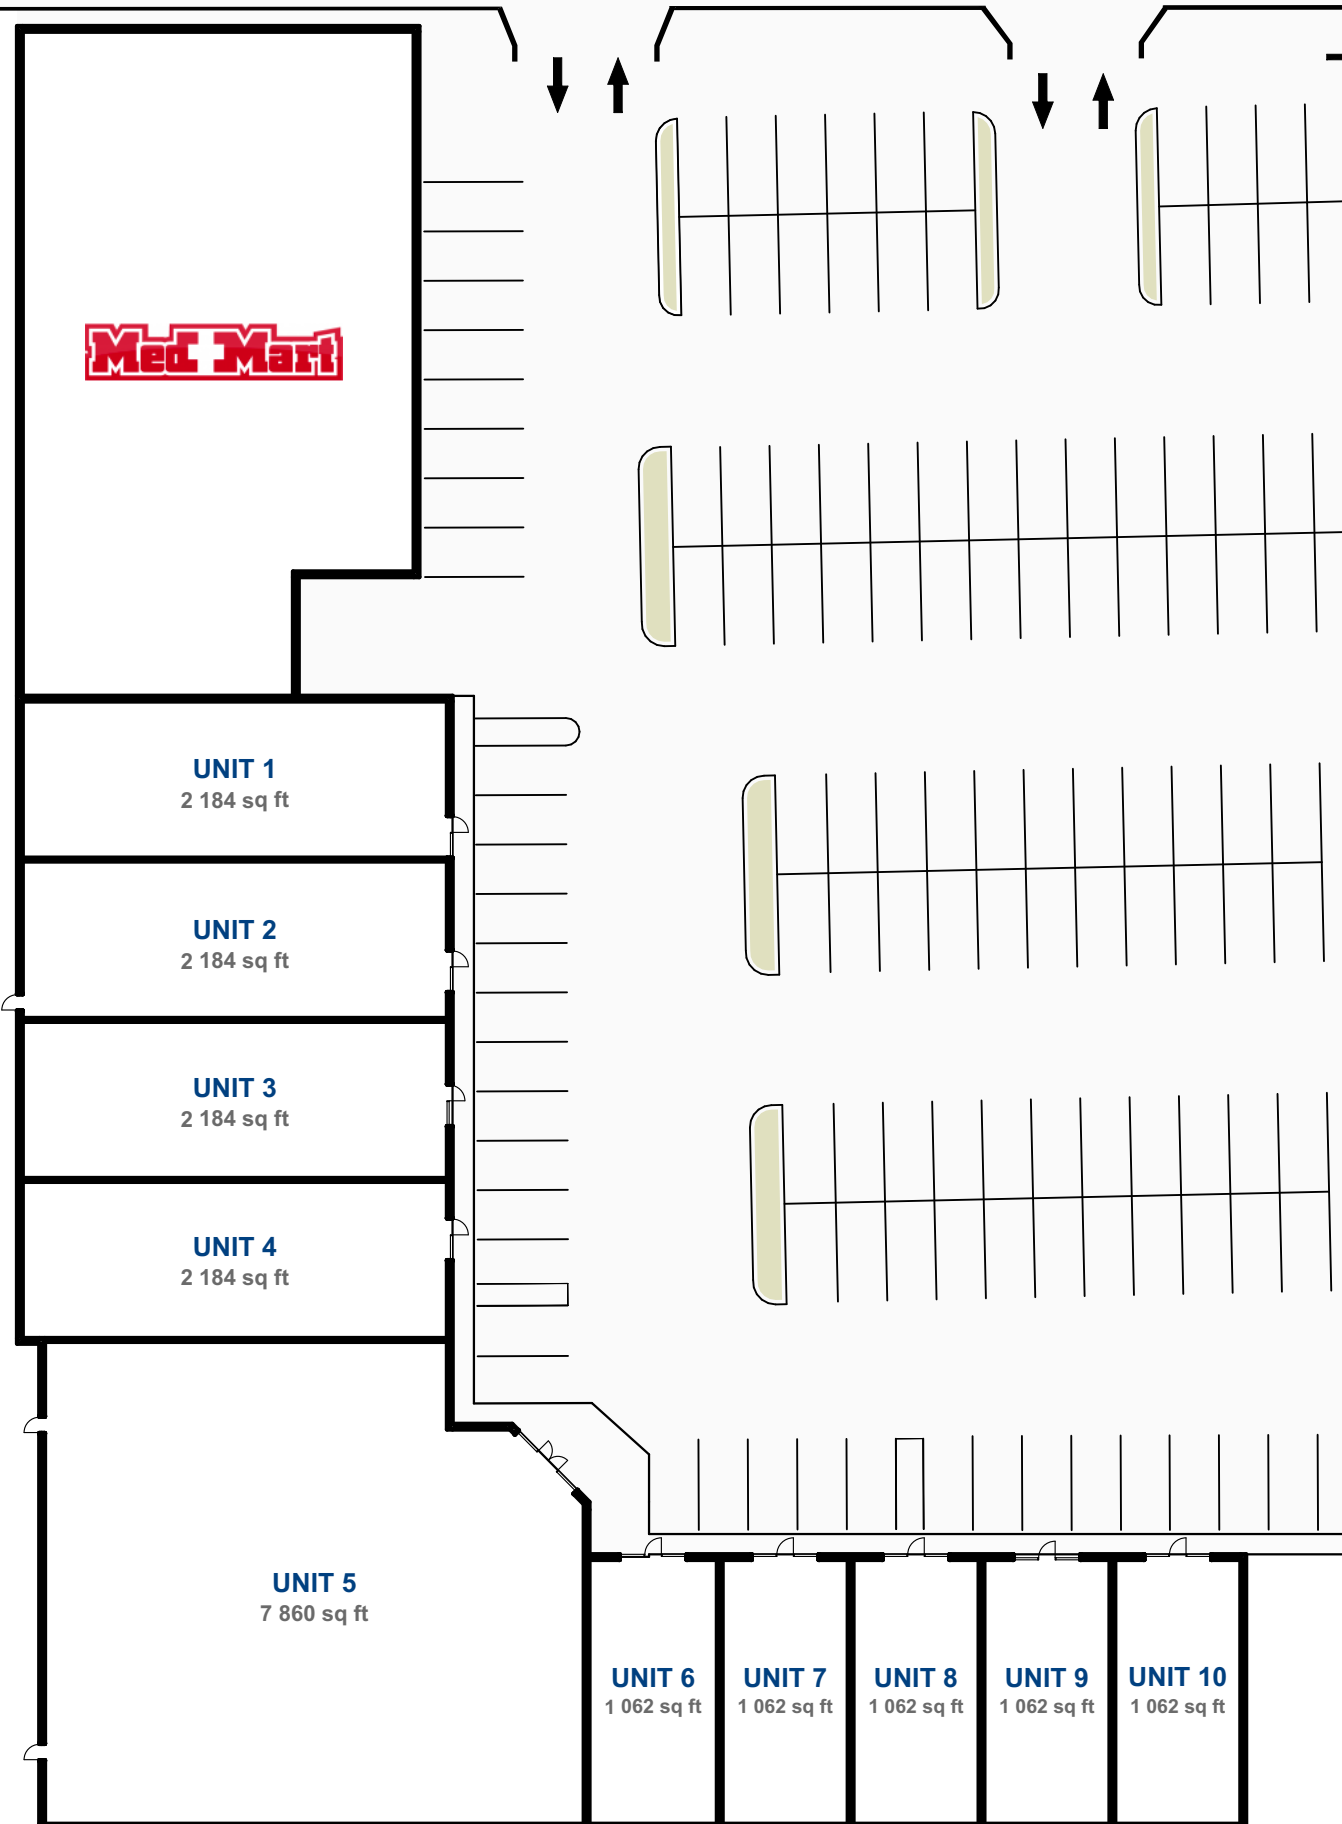 Med Mart
UNIT 1
2 184 sq ft
UNIT 2
2 184 sq ft
UNIT 3
2 184 sq ft
UNIT 4
2 184 sq ft
UNIT 5
7 860 sq ft
UNIT 6
1 062 sq ft
UNIT 7
1 062 sq ft
UNIT 8
1 062 sq ft
UNIT 9
1 062 sq ft
UNIT 10
1 062 sq ft